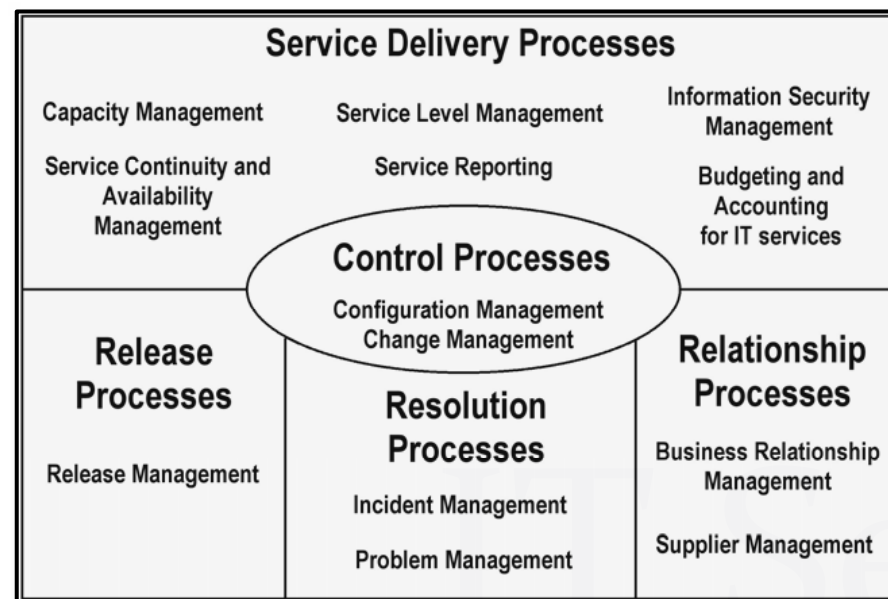 Service Delivery Processes
Capacity Management
Service Continuity and
Availability
Management
Service Level Management
Service Reporting
Information Security
Management
Budgeting and
Accounting
for IT services
Control Processes
Configuration Management
Change Management
Release
Processes
Release Management
Resolution
Processes
Incident Management
Problem Management
Relationship
Processes
Business Relationship
Management
Supplier Management